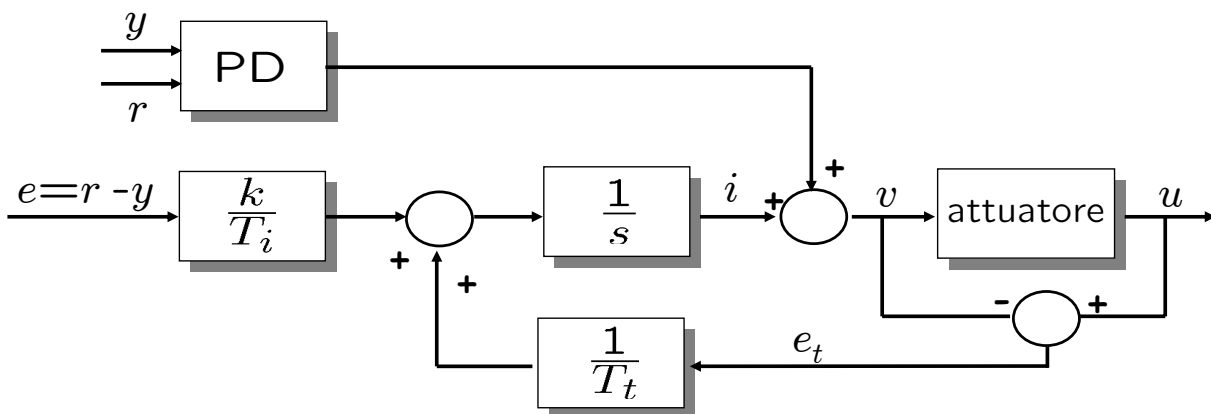 y
PD
r
e=r -y
k
T_i
+
+
1
s
i
+
+
v
attuatore
u
-
+
1
T_t
e_t